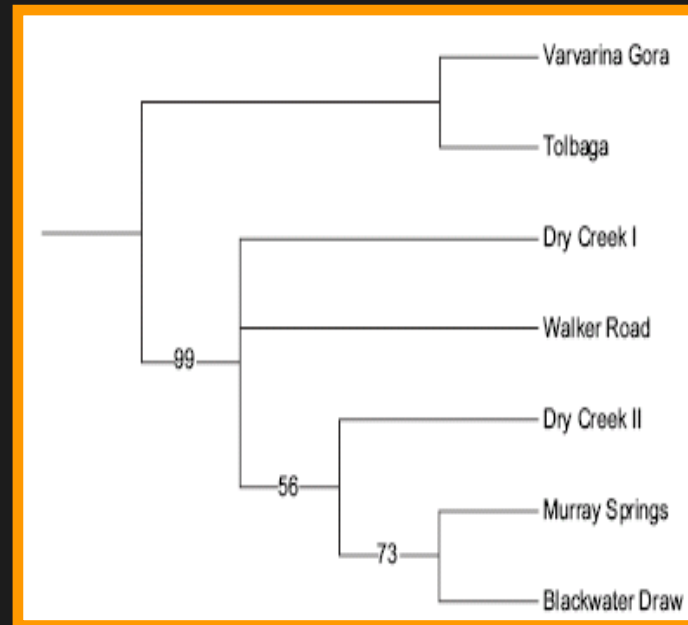 Varvarina Gora
Tolbaga
Dry Creek I
Walker Road
99
Dry Creek II
56
Murray Springs
73
Blackwater Draw